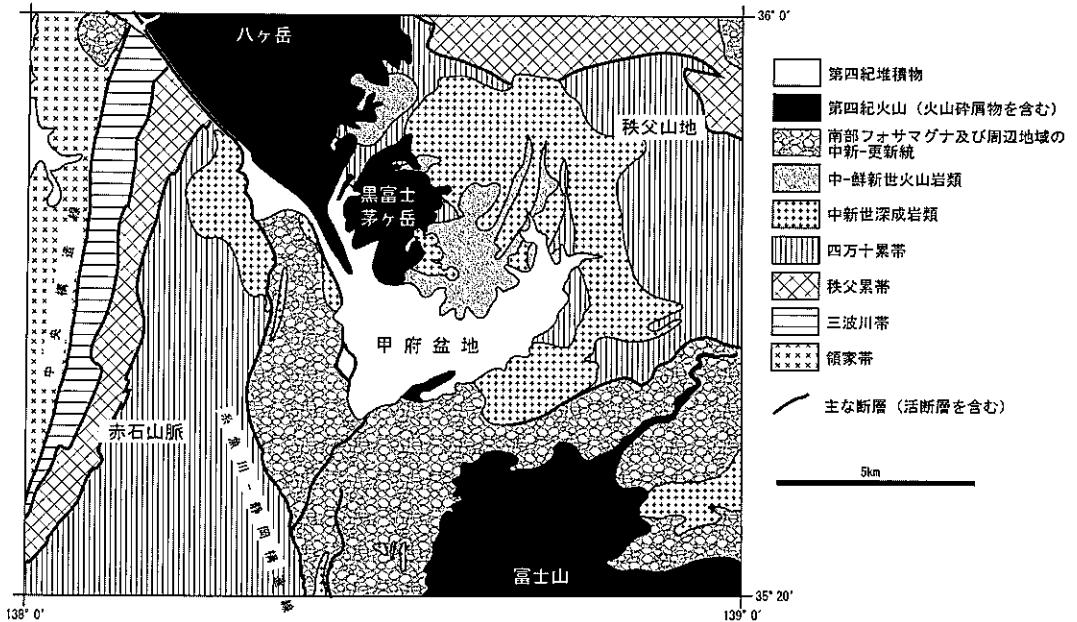 八ヶ岳
36° 0′
秩父山地
黒富士
茅ヶ岳
中央構造線
甲府盆地
赤石山脈
糸魚川-静岡構造線
富士山
138° 0′
139° 0′
35° 20′
第四紀堆積物
第四紀火山（火山砕屑物を含む）
南部フォサマグナ及び周辺地域の
中新-更新統
中-鮮新世火山岩類
中新世深成岩類
四万十累帯
秩父累帯
三波川帯
領家帯
主な断層（活断層を含む）
5km